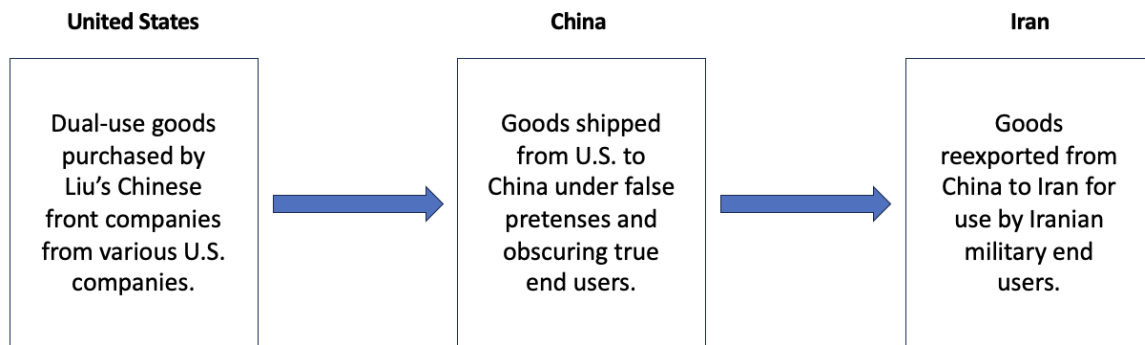 United States
Dual-use goods
purchased by
Liu’s Chinese
front companies
from various U.S.
companies.
China
Goods shipped
from U.S. to
China under false
pretenses and
obscuring true
end users.
Iran
Goods
reexported from
China to Iran for
use by Iranian
military end
users.